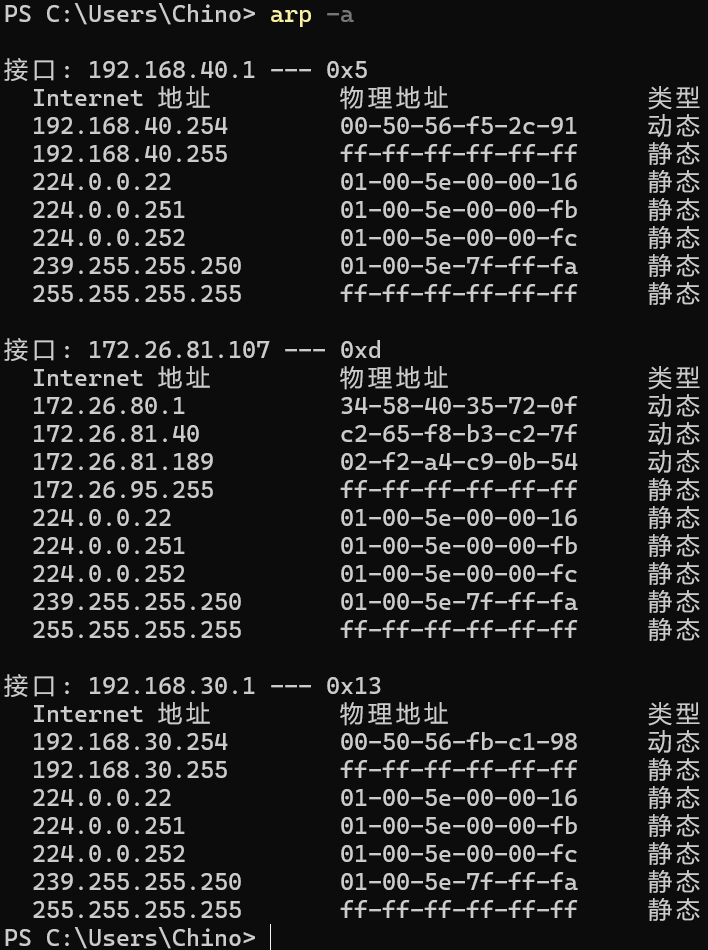 PS C:\Users\Chino> arp -a
接口: 192.168.40.1 --- 0x5
Internet 地址 物理地址 类型
192.168.40.254 00-50-56-f5-2c-91 动态
192.168.40.255 ff-ff-ff-ff-ff-ff 静态
224.0.0.22 01-00-5e-00-00-16 静态
224.0.0.251 01-00-5e-00-00-fb 静态
224.0.0.252 01-00-5e-00-00-fc 静态
239.255.255.250 01-00-5e-7f-ff-fa 静态
255.255.255.255 ff-ff-ff-ff-ff-ff 静态
接口: 172.26.81.107 --- 0xd
Internet 地址 物理地址 类型
172.26.80.1 34-58-40-35-72-0f 动态
172.26.81.40 c2-65-f8-b3-c2-7f 动态
172.26.81.189 02-f2-a4-c9-0b-54 动态
172.26.95.255 ff-ff-ff-ff-ff-ff 静态
224.0.0.22 01-00-5e-00-00-16 静态
224.0.0.251 01-00-5e-00-00-fb 静态
224.0.0.252 01-00-5e-00-00-fc 静态
239.255.255.250 01-00-5e-7f-ff-fa 静态
255.255.255.255 ff-ff-ff-ff-ff-ff 静态
接口: 192.168.30.1 --- 0x13
Internet 地址 物理地址 类型
192.168.30.254 00-50-56-fb-c1-98 动态
192.168.30.255 ff-ff-ff-ff-ff-ff 静态
224.0.0.22 01-00-5e-00-00-16 静态
224.0.0.251 01-00-5e-00-00-fb 静态
224.0.0.252 01-00-5e-00-00-fc 静态
239.255.255.250 01-00-5e-7f-ff-fa 静态
255.255.255.255 ff-ff-ff-ff-ff-ff 静态
PS C:\Users\Chino>